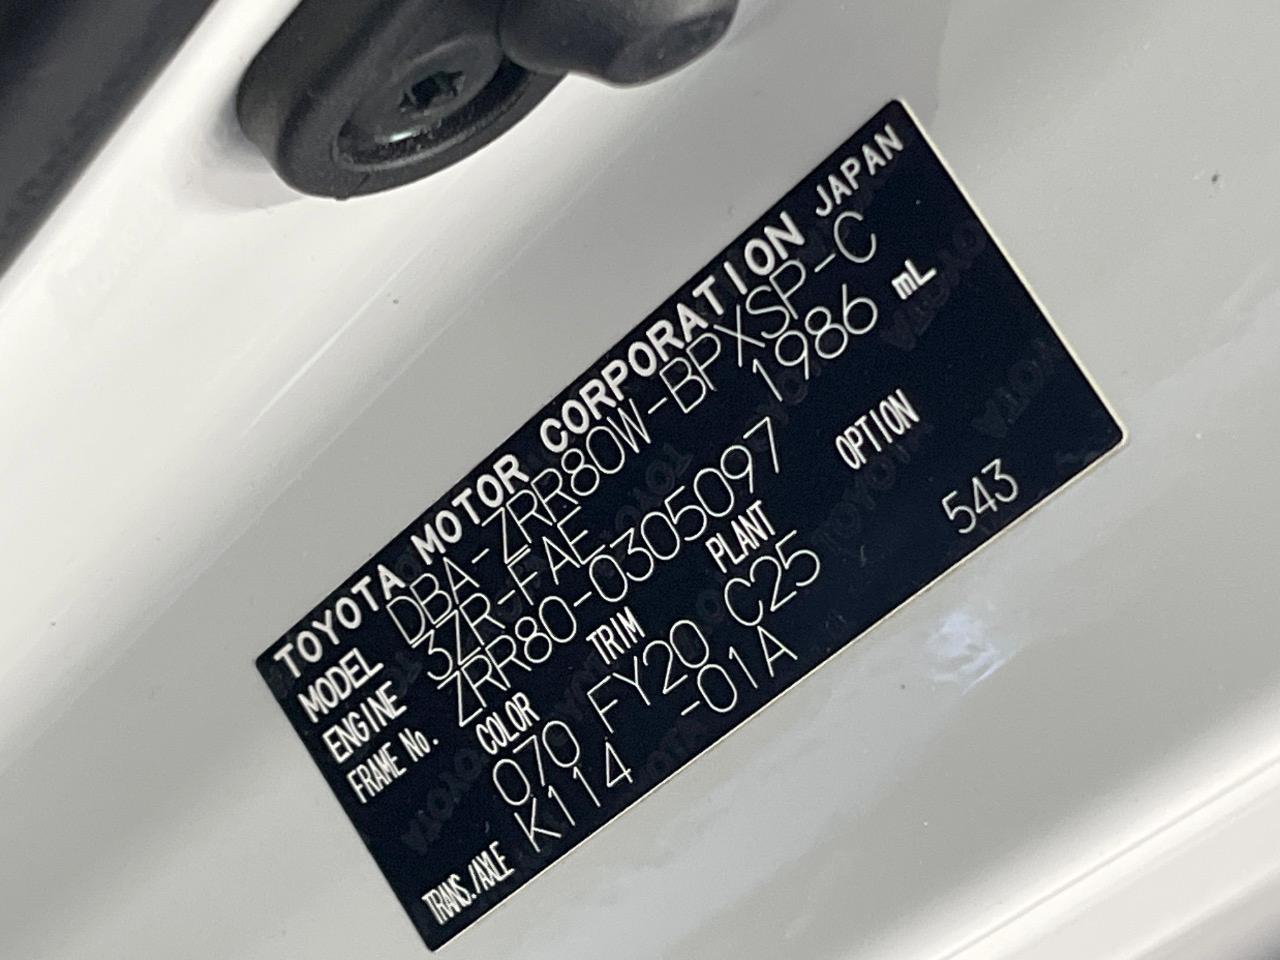 TOYOTA MOTOR CORPORATION JAPAN
MODEL DBA-ZRR80W-BPXSP-C
ENGINE 3ZR-FAE 1986 mL
FRAME No. ZRR80-0305097
COLOR TRIM PLANT OPTION
070 FY20 C25 543
TRANS./AXLE K114 -01A